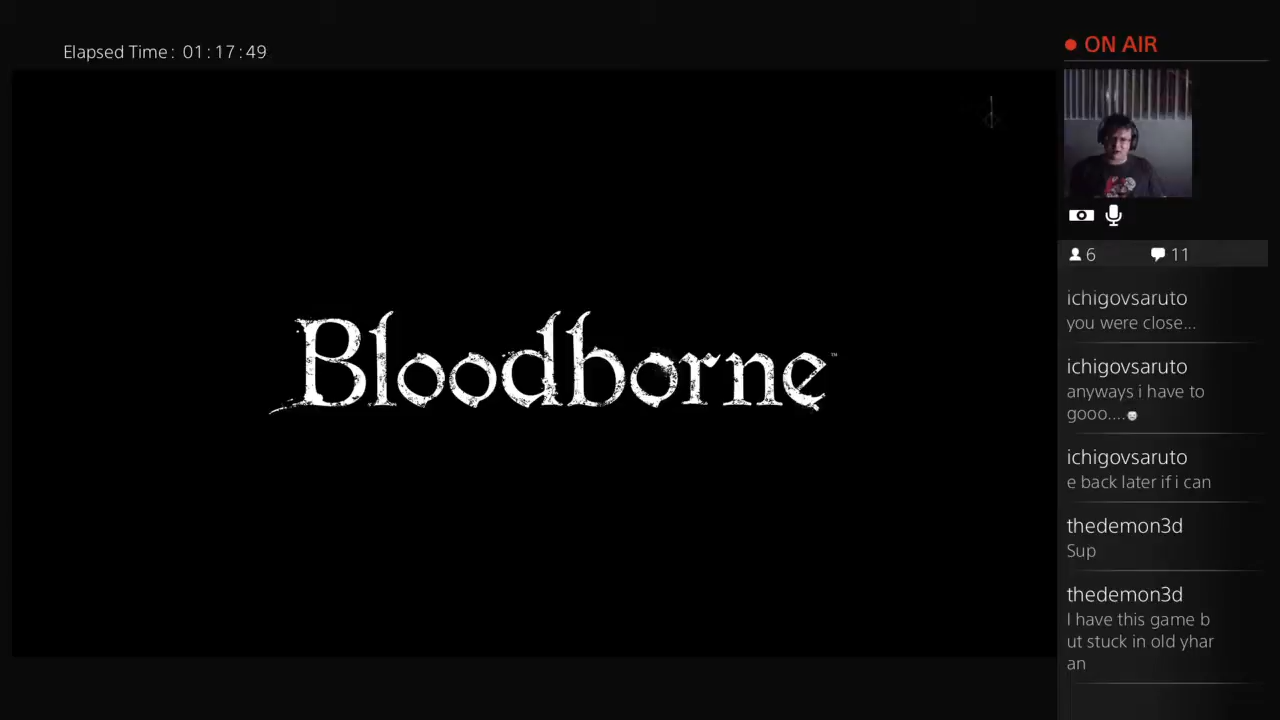 Elapsed Time: 01:17:49
ON AIR
Bloodborne™
6 11
ichigovsaruto
you were close...
ichigovsaruto
anyways i have to
gooo....
ichigovsaruto
e back later if i can
thedemon3d
Sup
thedemon3d
I have this game b
ut stuck in old yhar
an